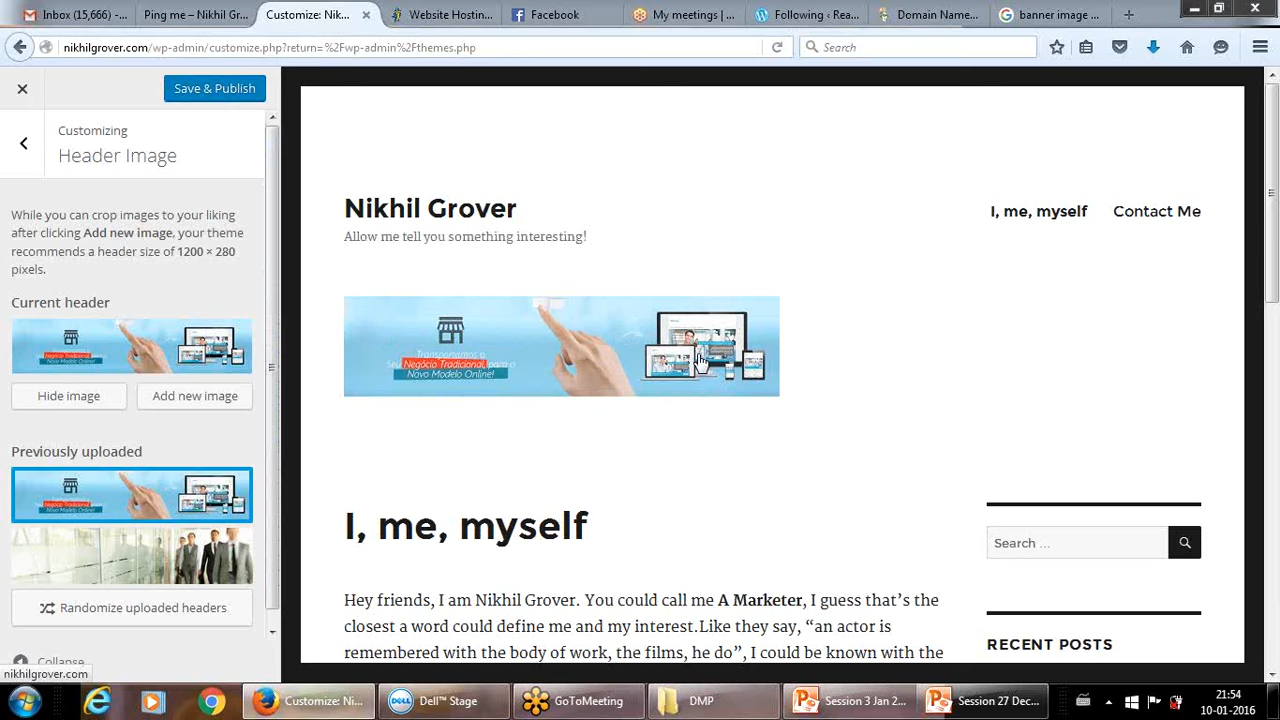 Inbox (15,666) -...
Ping me – Nikhil Gr...
Customize: Nik...
Website Hostin...
Facebook
My meetings | ...
Following ‹ Rea...
Domain Name...
banner image ...
nikhilgrover.com/wp-admin/customize.php?return=%2Fwp-admin%2Fthemes.php
Search
Save & Publish
Customizing
Header Image
While you can crop images to your liking
after clicking Add new image, your theme
recommends a header size of 1200 × 280
pixels.
Current header
Hide image
Add new image
Previously uploaded
Randomize uploaded headers
Collapse
nikhilgrover.com
Nikhil Grover
Allow me tell you something interesting!
I, me, myself
Contact Me
Transportamos o
Seu Negócio Tradicional, para o
Novo Modelo Online!
I, me, myself
Search ...
Hey friends, I am Nikhil Grover. You could call me A Marketer, I guess that’s the
closest a word could define me and my interest.Like they say, “an actor is
remembered with the body of work, the films, he do”, I could be known with the
RECENT POSTS
Customize: Ni...
DELL
Dell™ Stage
GoToMeeting
DMP
Session 3 Jan 2...
Session 27 Dec...
21:54
10-01-2016